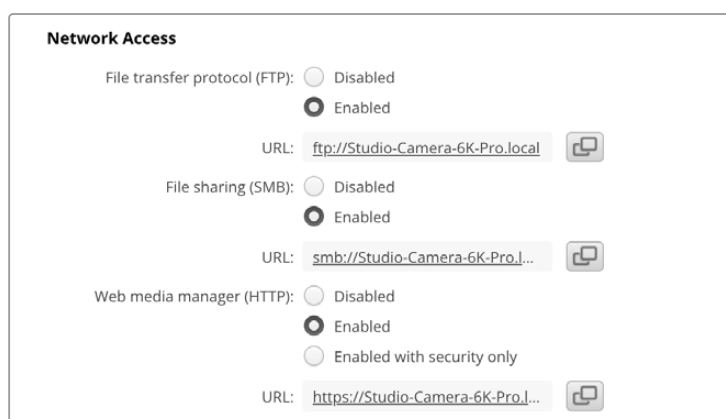 Network Access
File transfer protocol (FTP): Disabled
Enabled
URL: ftp://Studio-Camera-6K-Pro.local
File sharing (SMB): Disabled
Enabled
URL: smb://Studio-Camera-6K-Pro.l...
Web media manager (HTTP): Disabled
Enabled
Enabled with security only
URL: https://Studio-Camera-6K-Pro.l...